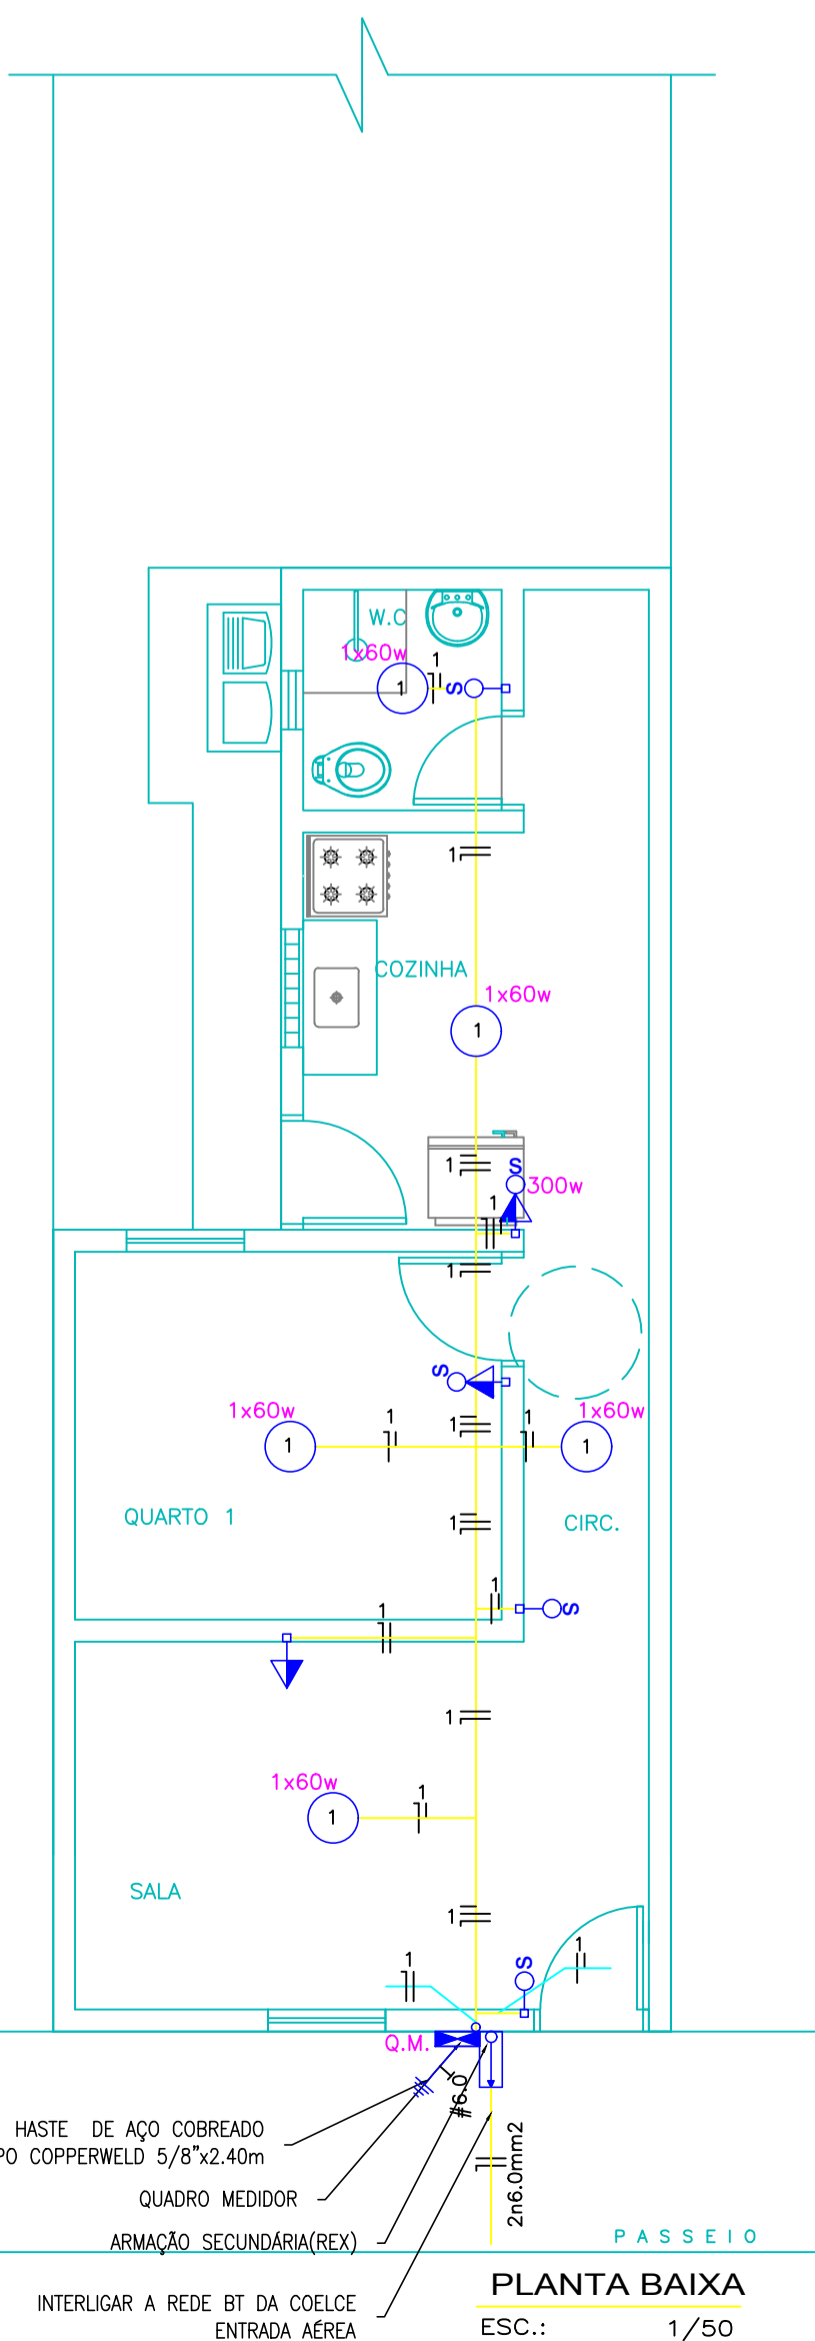 W.C
1x60w
1
1
S
1
COZINHA
1x60w
1
1
S
300w
1
1
S
1x60w
1
1
1
1x60w
1
1
QUARTO 1
1
CIRC.
1
S
1
1
1x60w
1
1
SALA
1
1
S
1
Q.M.
#6.0
HASTE DE AÇO COBREADO
PO COPPERWELD 5/8"x2.40m
2n6.0mm2
QUADRO MEDIDOR
ARMAÇÃO SECUNDÁRIA(REX)
PASSEIO
INTERLIGAR A REDE BT DA COELCE
ENTRADA AÉREA
PLANTA BAIXA
ESC.: 1/50